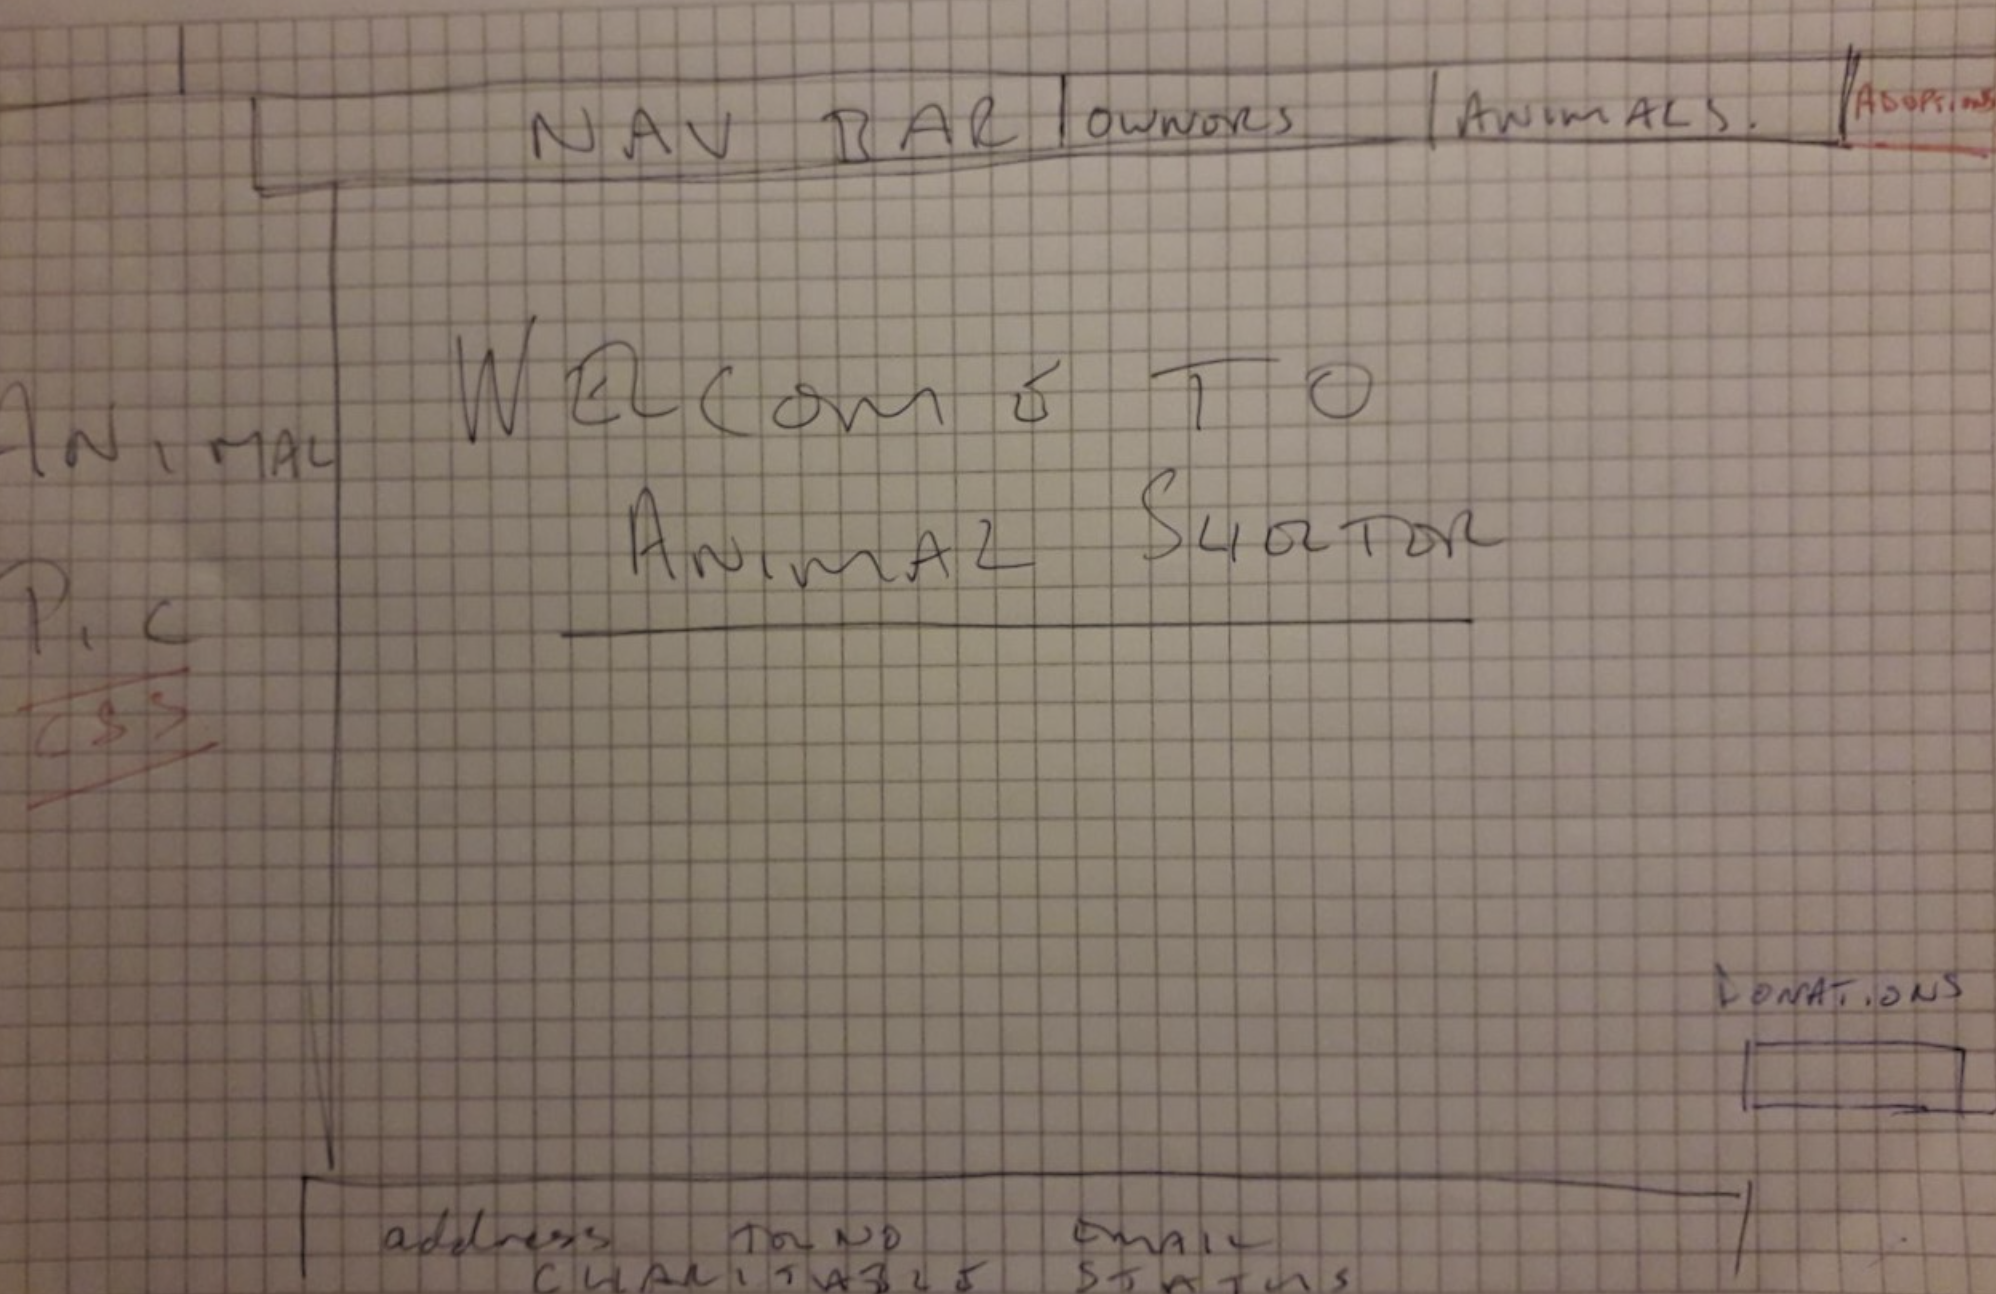 NAV BAR OWNERS ANIMALS. ADOPTIONS
WELCOME TO
ANIMAL
ANIMAL SHELTER
PIC
CSS
DONATIONS
address TEL NO EMAIL
CHARITABLE STATUS